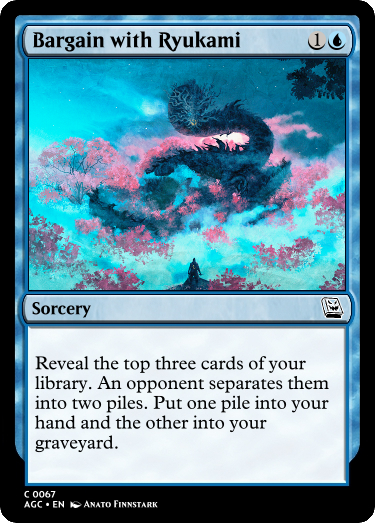 Bargain with Ryukami 1
Sorcery
Reveal the top three cards of your
library. An opponent separates them
into two piles. Put one pile into your
hand and the other into your
graveyard.
C 0067
AGC • EN ANATO FINNSTARK